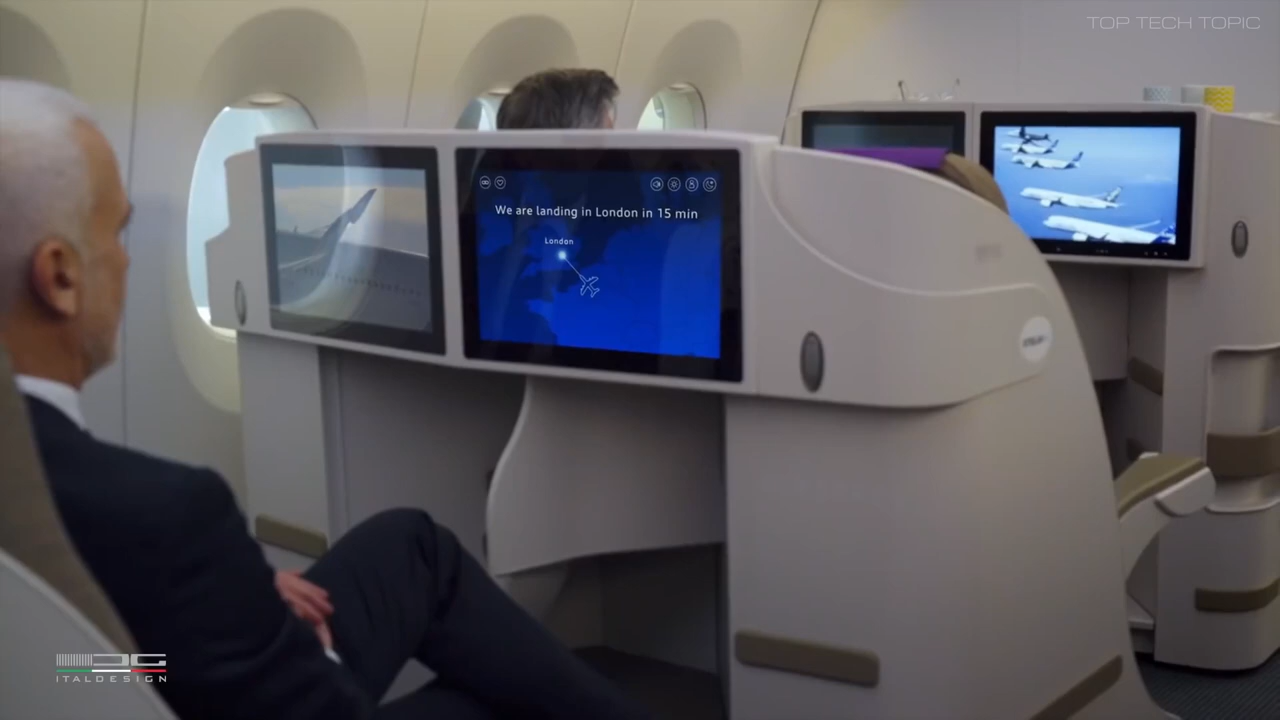 TOP TECH TOPIC
We are landing in London in 15 min
London
ITALDESIGN